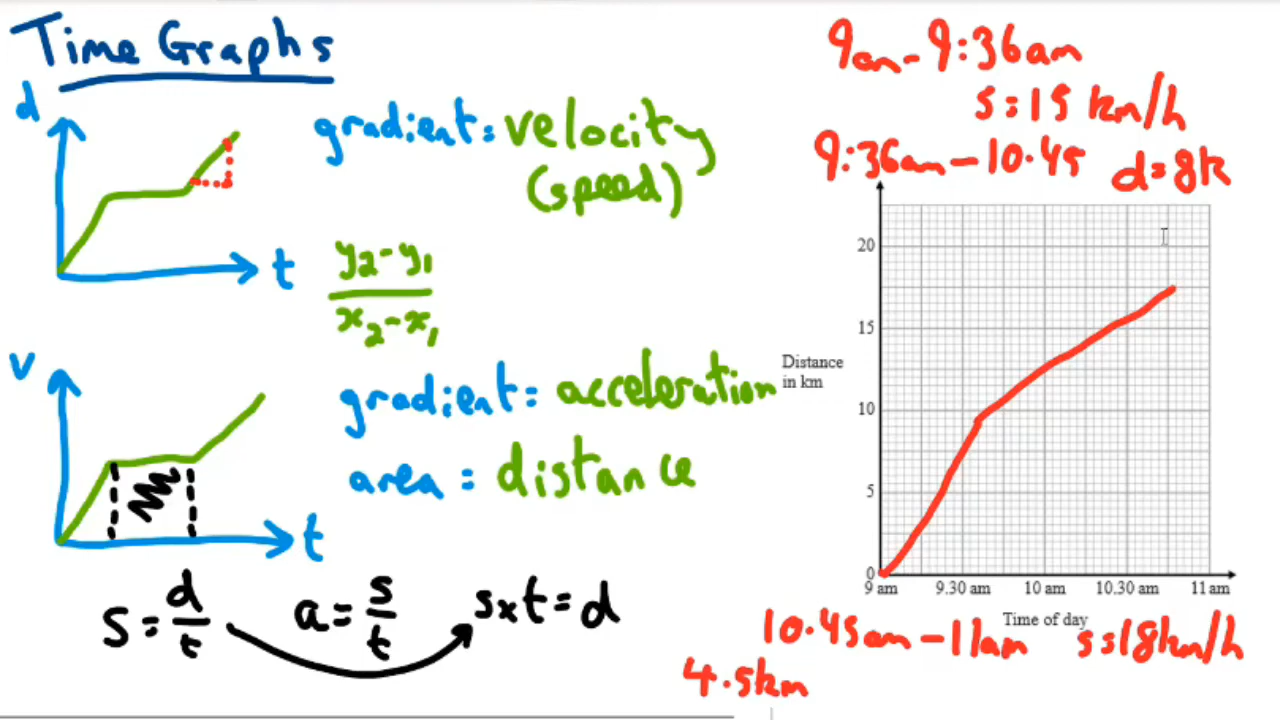 Time Graphs
d
gradient = velocity
(speed)
t
y₂-y₁
x₂-x₁
v
gradient = acceleration
area = distance
t
s = d/t
a = s/t
s x t = d
9am - 9:36am
s = 15 km/h
9:36am - 10.45
d = 8k
20
15
10
5
0
Distance
in km
9 am 9.30 am 10 am 10.30 am 11am
Time of day
10.45am - 11am s = 18km/h
4.5km